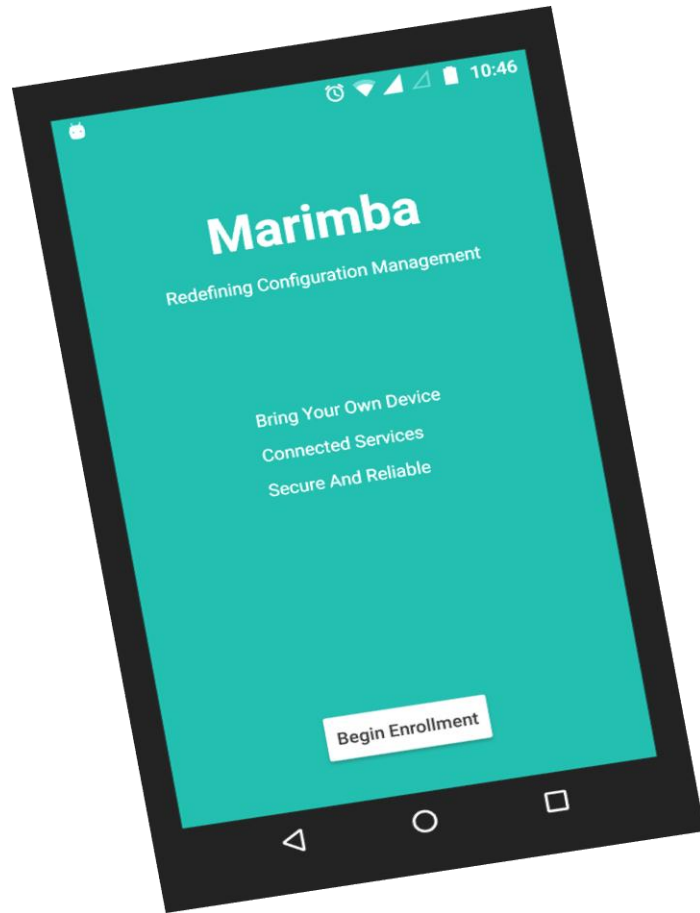 10:46
Marimba
Redefining Configuration Management
Bring Your Own Device
Connected Services
Secure And Reliable
Begin Enrollment